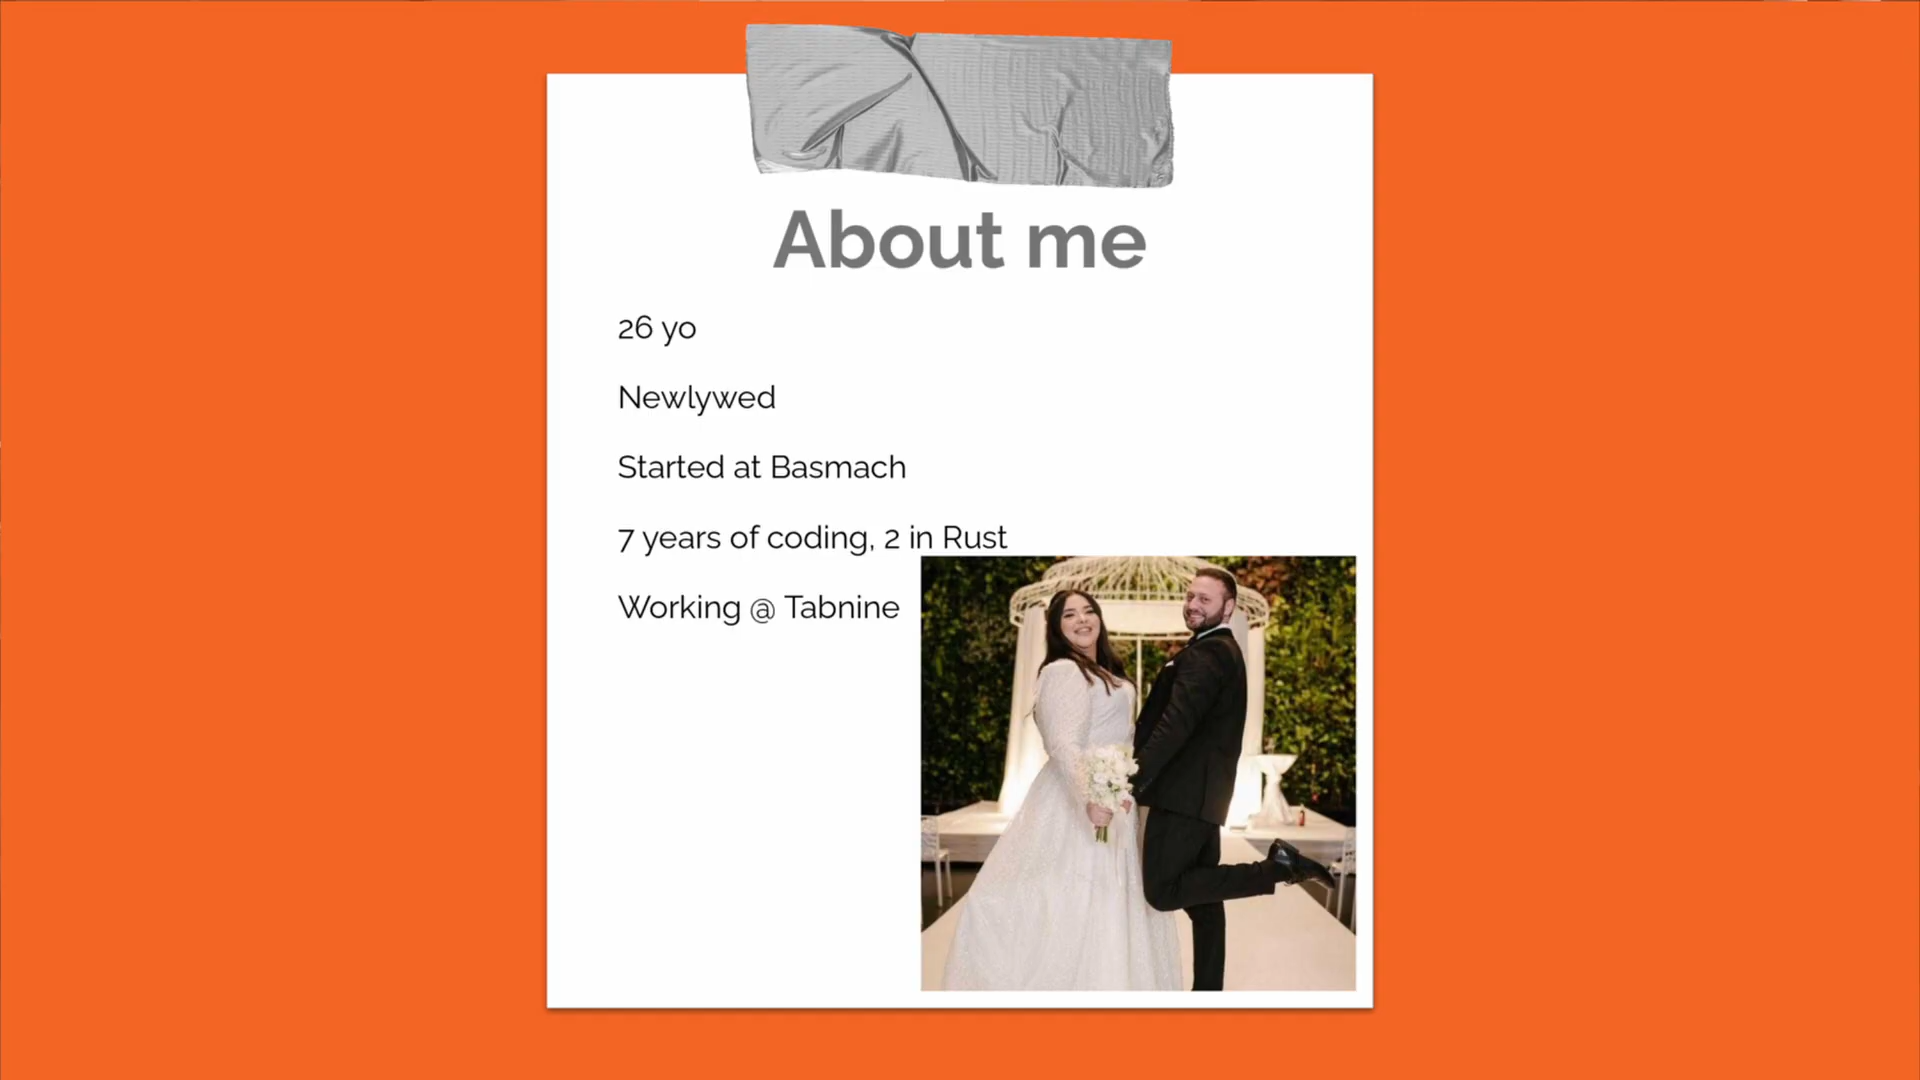 About me
26 yo
Newlywed
Started at Basmach
7 years of coding, 2 in Rust
Working @ Tabnine